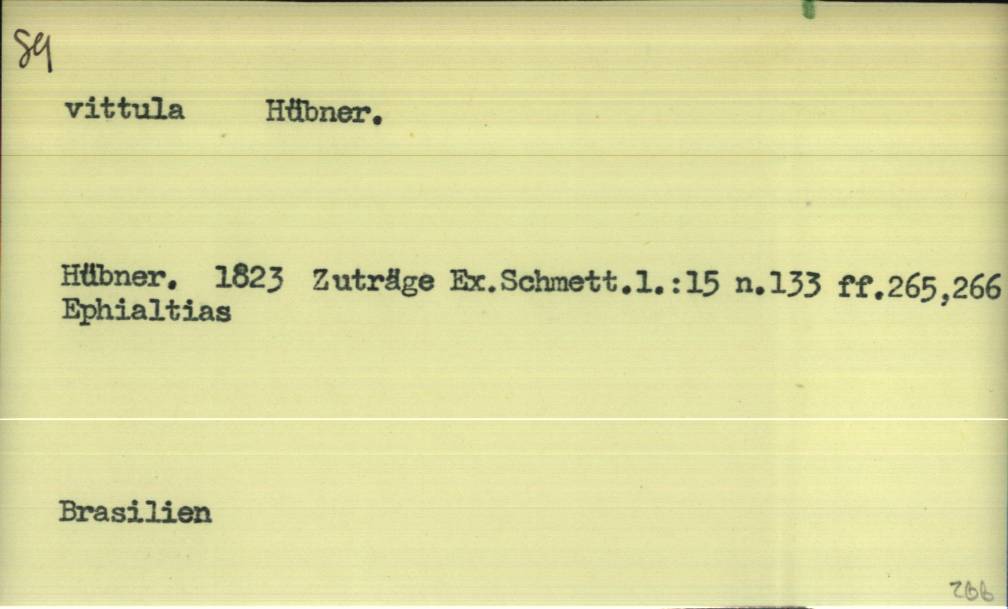 89
vittula Hübner.
Hübner. 1823 Zuträge Ex.Schmett.1.:15 n.133 ff.265,266
Ephialtias
Brasilien
266